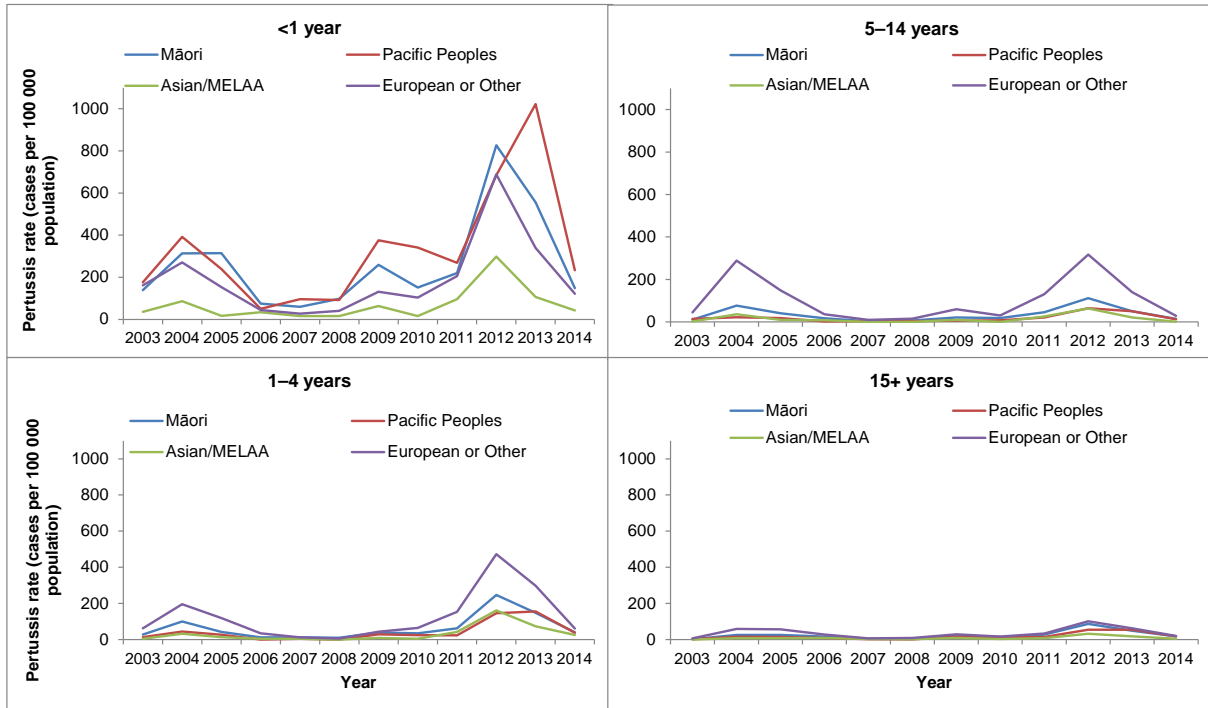 <1 year
Māori
Pacific Peoples
Asian/MELAA
European or Other
Pertussis rate (cases per 100 000
population)
1000
800
600
400
200
0
2003 2004 2005 2006 2007 2008 2009 2010 2011 2012 2013 2014
5–14 years
Māori
Pacific Peoples
Asian/MELAA
European or Other
1000
800
600
400
200
0
2003 2004 2005 2006 2007 2008 2009 2010 2011 2012 2013 2014
1–4 years
Māori
Pacific Peoples
Asian/MELAA
European or Other
Pertussis rate (cases per 100 000
population)
1000
800
600
400
200
0
2003 2004 2005 2006 2007 2008 2009 2010 2011 2012 2013 2014
Year
15+ years
Māori
Pacific Peoples
Asian/MELAA
European or Other
1000
800
600
400
200
0
2003 2004 2005 2006 2007 2008 2009 2010 2011 2012 2013 2014
Year